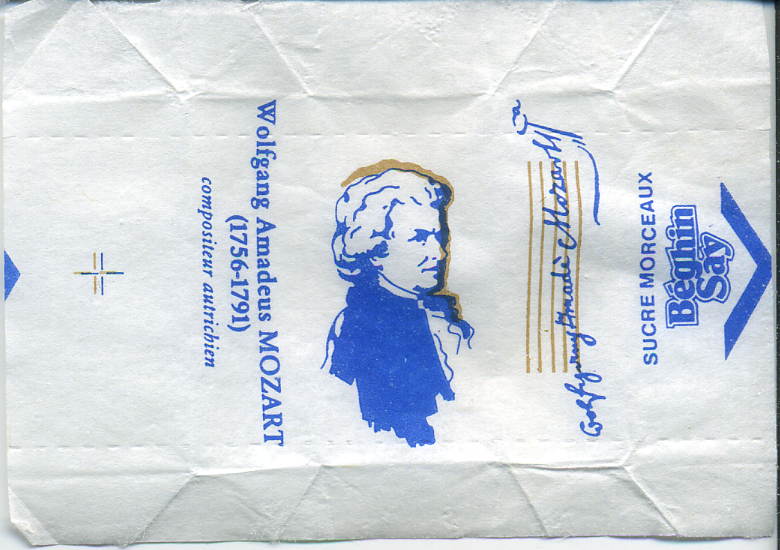 Wolfgang Amadeus MOZART
(1756-1791)
compositeur autrichien
Wolfgang Amadè Mozart
SUCRE MORCEAUX
Béghin
Say